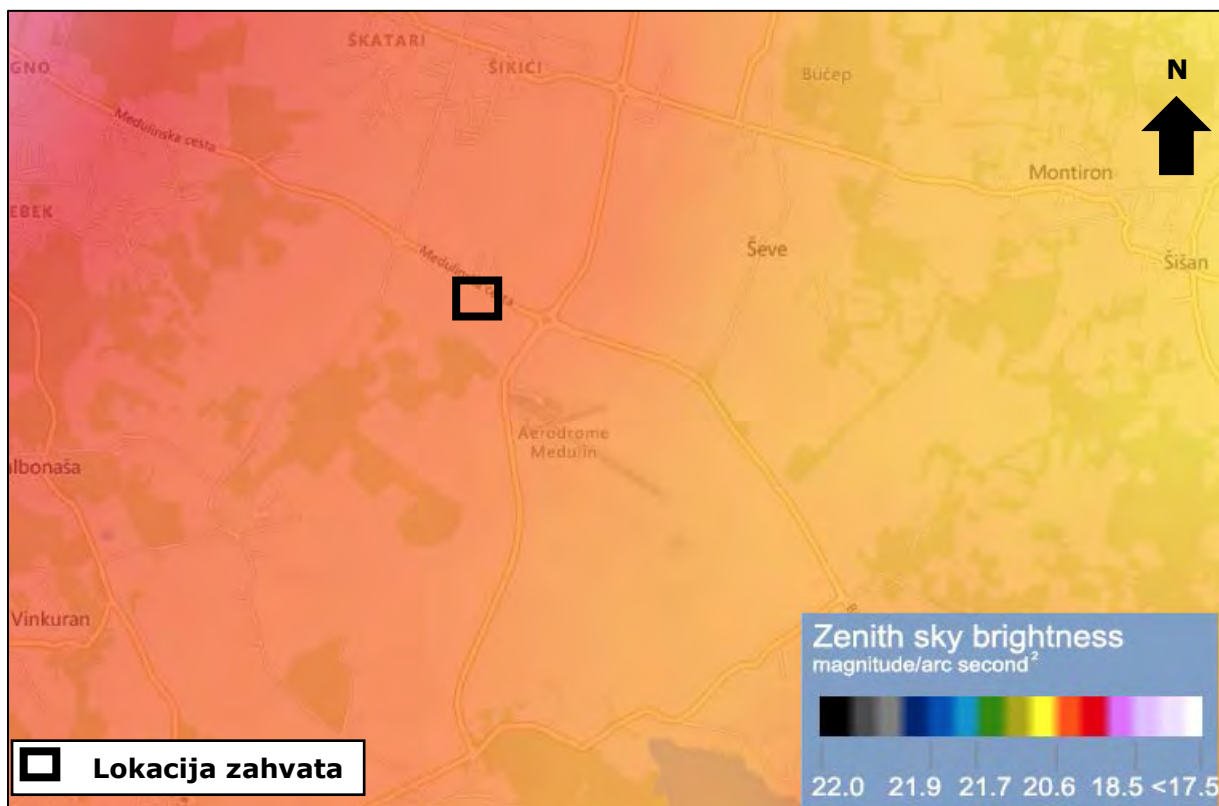 ŠKATARI
ŠIKIĆI
Bučep
N
GNO
Medulinska cesta
Montiron
EBEK
Ševe
Šišan
Medulinska cesta
Aerodrome
Medulin
albonaša
Vinkuran
Zenith sky brightness
magnitude/arc second²
22.0 21.9 21.7 20.6 18.5 <17.5
Lokacija zahvata